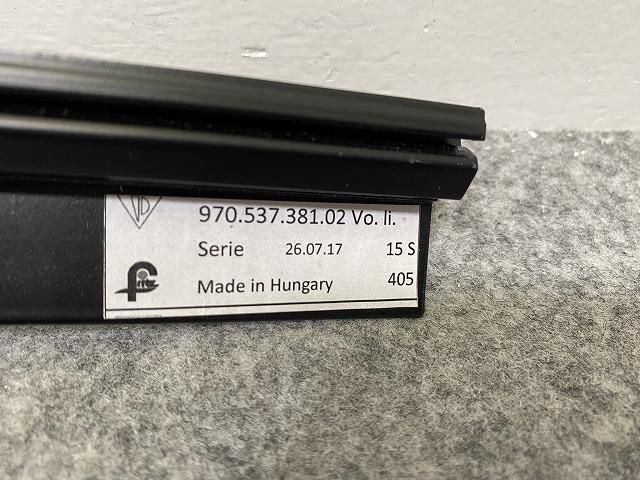 970.537.381.02 Vo. li.
Serie 26.07.17 15 S
Made in Hungary 405